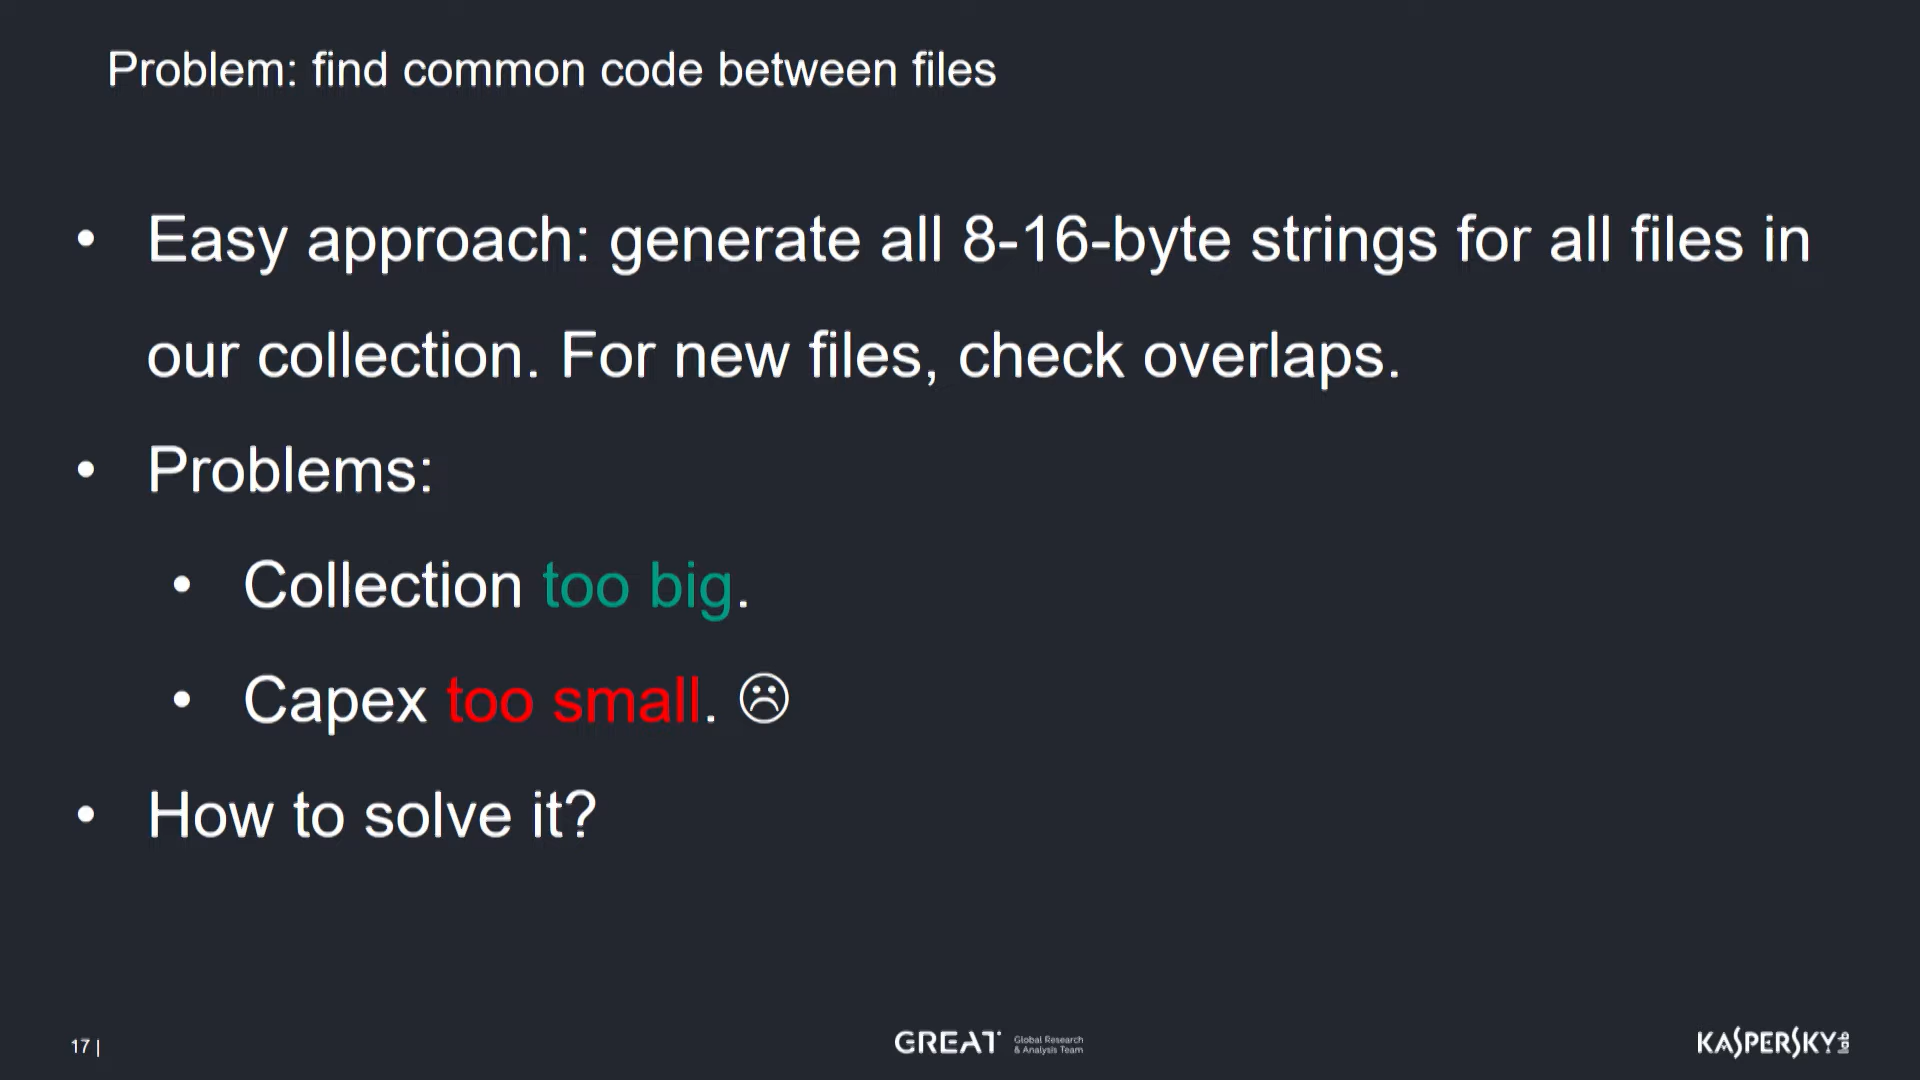 Problem: find common code between files
• Easy approach: generate all 8-16-byte strings for all files in
our collection. For new files, check overlaps.
• Problems:
• Collection too big.
• Capex too small. ☹
• How to solve it?
17 |
GREAT Global Research
& Analysis Team
KASPERSKY lab